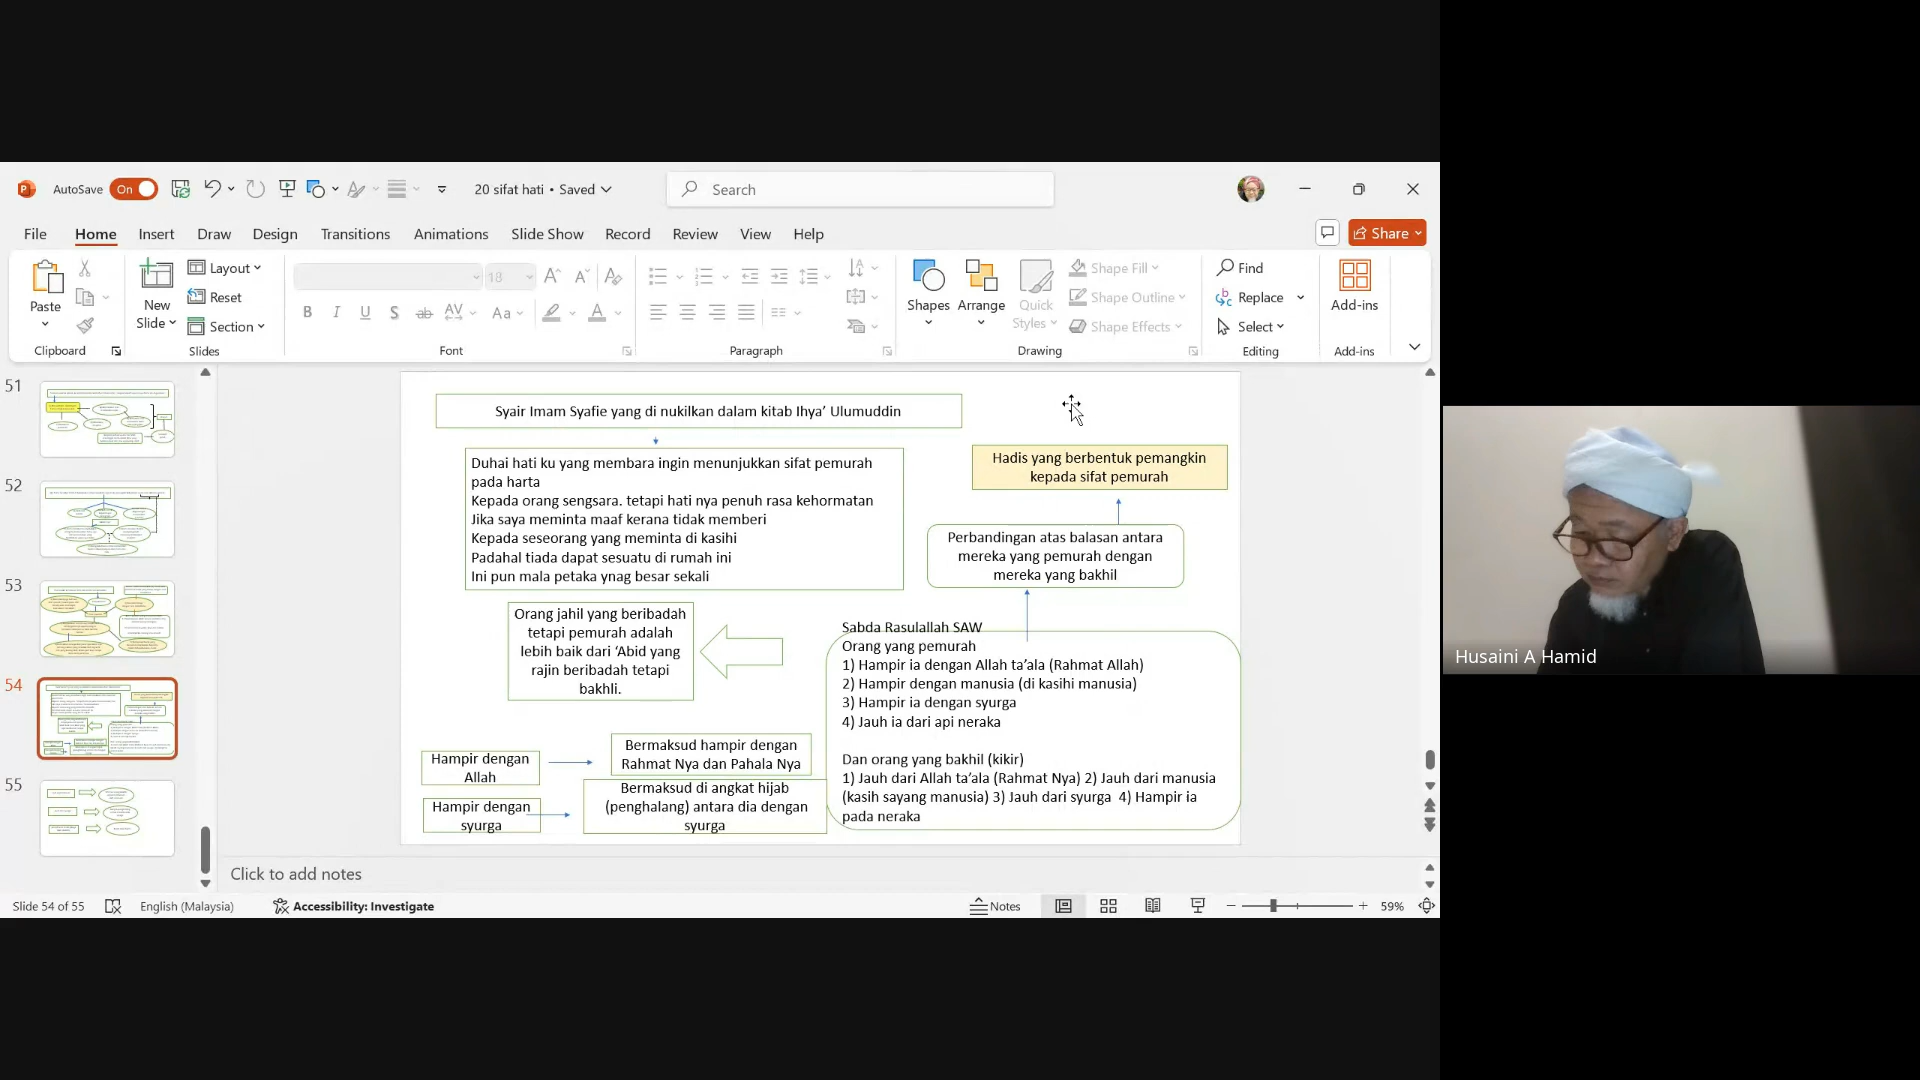 AutoSave On 20 sifat hati • Saved Search
File Home Insert Draw Design Transitions Animations Slide Show Record Review View Help Share
Paste New Slide Layout Reset Section 18 Shapes Arrange Quick Styles Shape Fill Shape Outline Shape Effects Find Replace Select Add-ins
Clipboard Slides Font Paragraph Drawing Editing Add-ins
51
52
53
54
55
Syair Imam Syafie yang di nukilkan dalam kitab Ihya’ Ulumuddin
Duhai hati ku yang membara ingin menunjukkan sifat pemurah
pada harta
Kepada orang sengsara. tetapi hati nya penuh rasa kehormatan
Jika saya meminta maaf kerana tidak memberi
Kepada seseorang yang meminta di kasihi
Padahal tiada dapat sesuatu di rumah ini
Ini pun mala petaka ynag besar sekali
Hadis yang berbentuk pemangkin
kepada sifat pemurah
Perbandingan atas balasan antara
mereka yang pemurah dengan
mereka yang bakhil
Orang jahil yang beribadah
tetapi pemurah adalah
lebih baik dari ‘Abid yang
rajin beribadah tetapi
bakhli.
Sabda Rasulallah SAW
Orang yang pemurah
1) Hampir ia dengan Allah ta’ala (Rahmat Allah)
2) Hampir dengan manusia (di kasihi manusia)
3) Hampir ia dengan syurga
4) Jauh ia dari api neraka
Dan orang yang bakhil (kikir)
1) Jauh dari Allah ta’ala (Rahmat Nya) 2) Jauh dari manusia
(kasih sayang manusia) 3) Jauh dari syurga 4) Hampir ia
pada neraka
Hampir dengan
Allah
Bermaksud hampir dengan
Rahmat Nya dan Pahala Nya
Hampir dengan
syurga
Bermaksud di angkat hijab
(penghalang) antara dia dengan
syurga
Click to add notes
Slide 54 of 55 English (Malaysia) Accessibility: Investigate Notes 59%
Husaini A Hamid